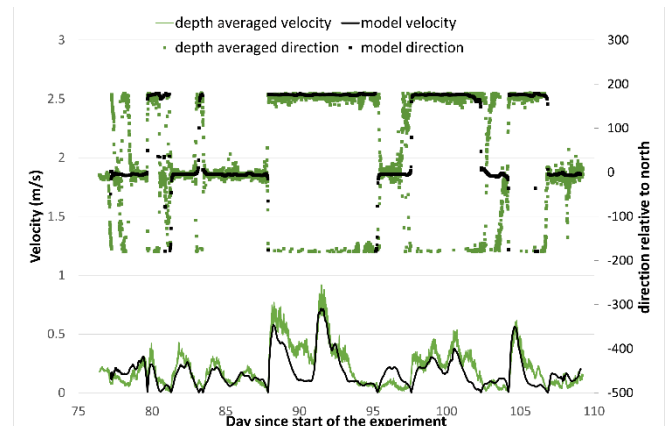 depth averaged velocity model velocity
depth averaged direction model direction
3 300
2.5 200
2 100
1.5 0
1 -100
0.5 -200
0 -300
-400
-500
Velocity (m/s)
direction relative to north
75 80 85 90 95 100 105 110
Day since start of the experiment